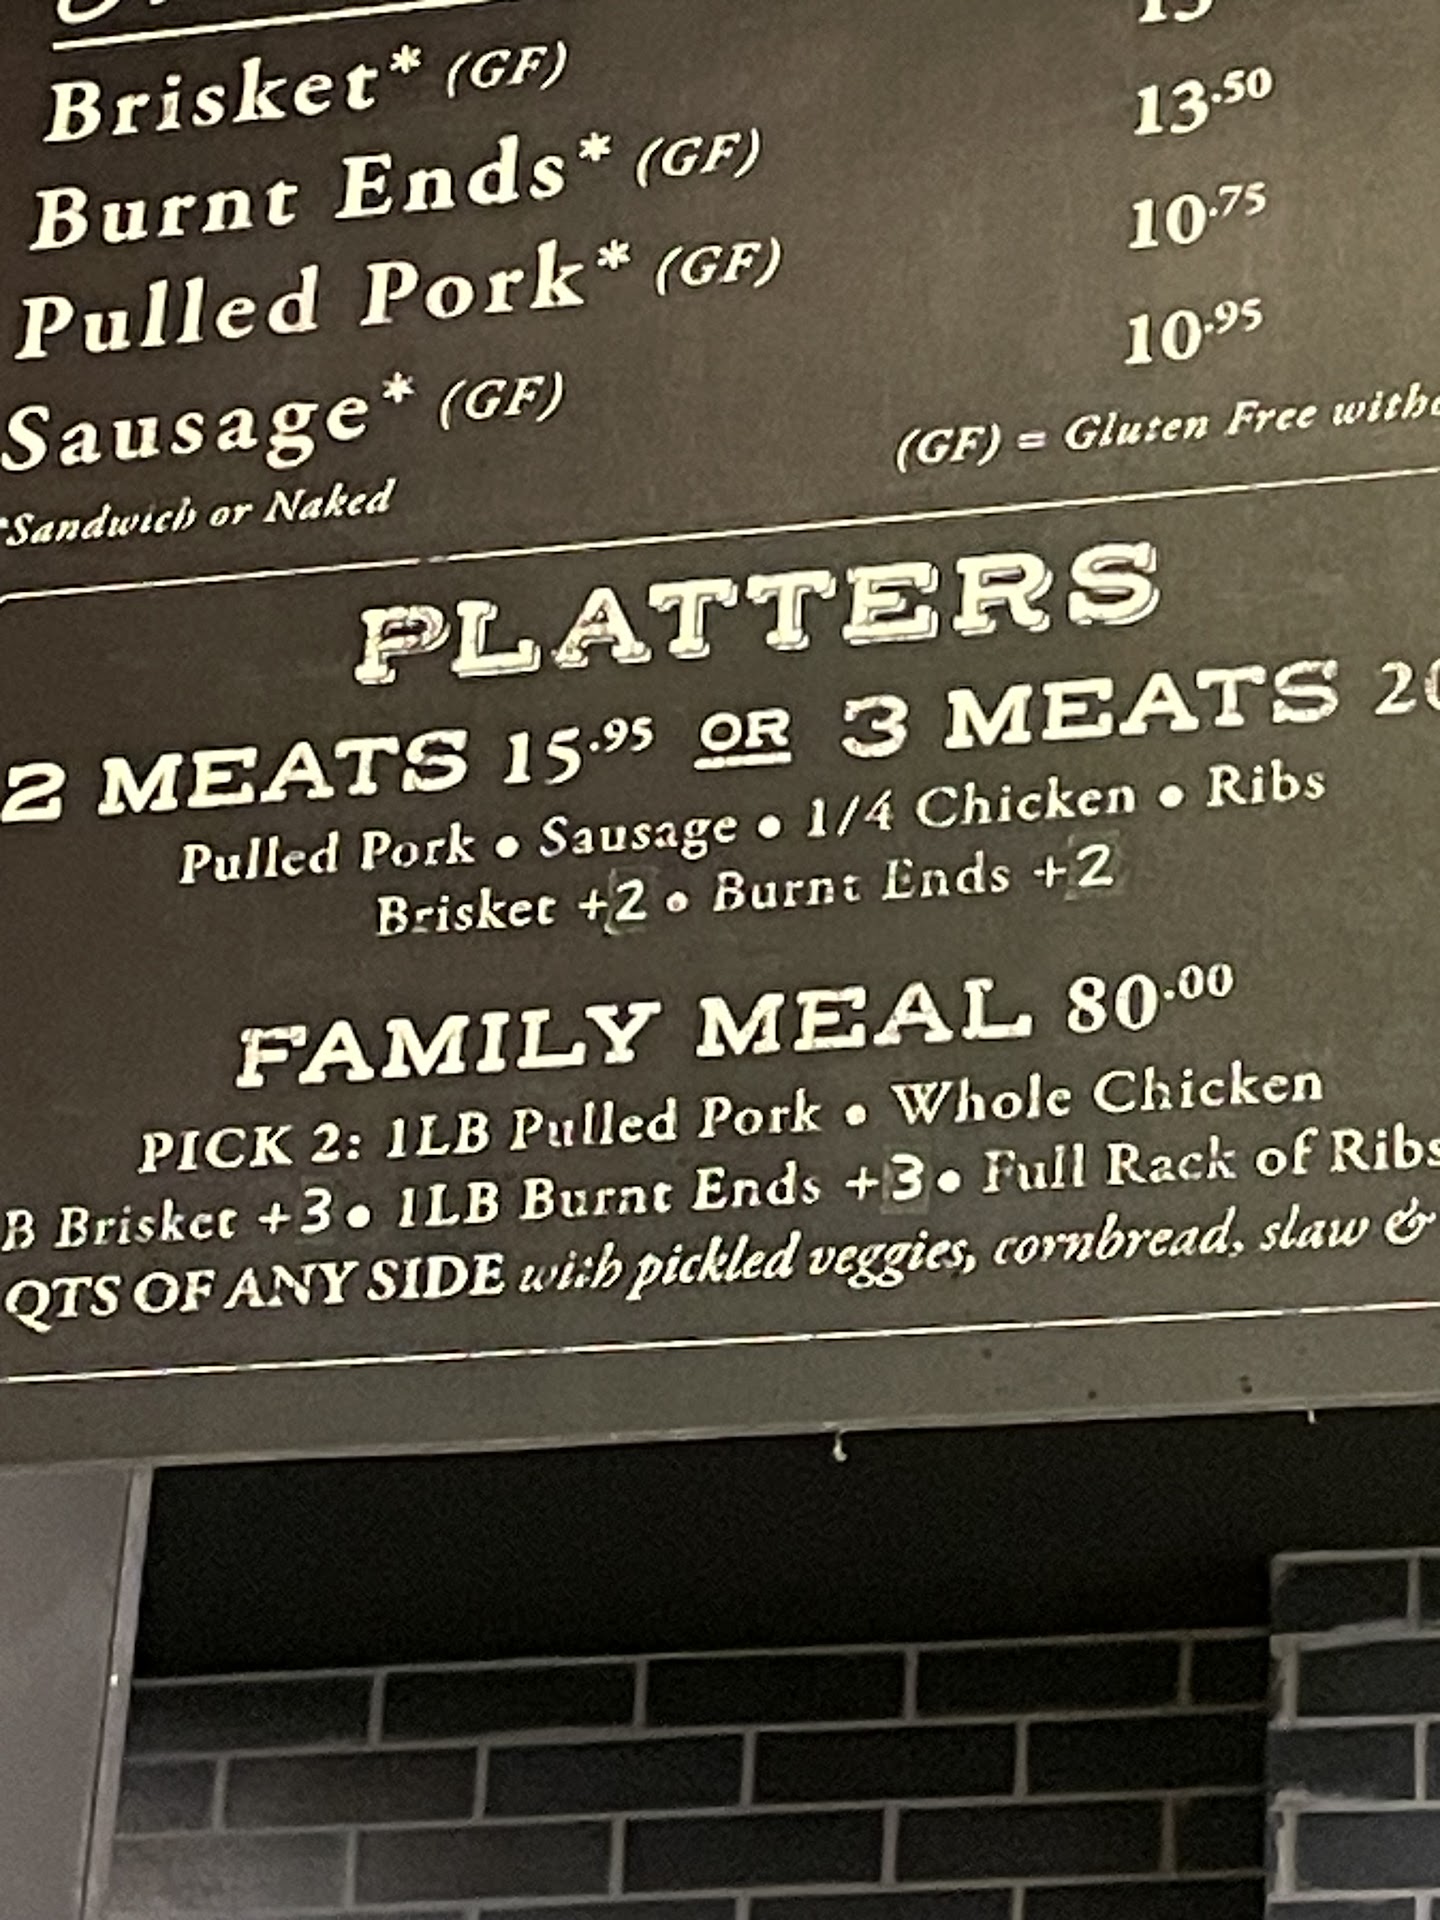 Brisket* (GF)
Burnt Ends* (GF) 13.50
Pulled Pork* (GF) 10.75
Sausage* (GF) 10.95
*Sandwich or Naked (GF) = Gluten Free
PLATTERS
2 MEATS 15.95 OR 3 MEATS
Pulled Pork • Sausage • 1/4 Chicken • Ribs
Brisket +2 • Burnt Ends +2
FAMILY MEAL 80.00
PICK 2: 1LB Pulled Pork • Whole Chicken
B Brisket +3 • 1LB Burnt Ends +3 • Full Rack of Ribs
QTS OF ANY SIDE with pickled veggies, cornbread, slaw &